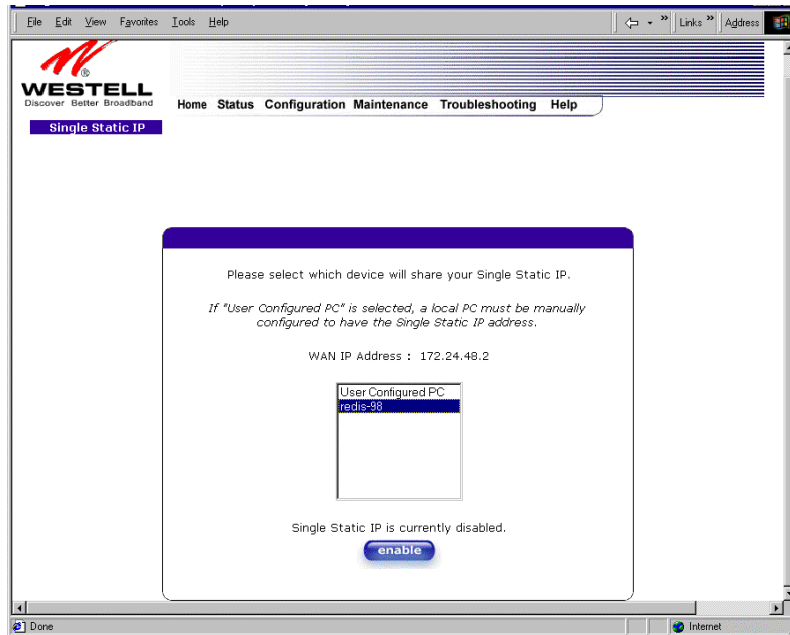 File Edit View Favorites Tools Help
Links » Address
WESTELL®
Discover Better Broadband
Home Status Configuration Maintenance Troubleshooting Help
Single Static IP
Please select which device will share your Single Static IP.
If "User Configured PC" is selected, a local PC must be manually
configured to have the Single Static IP address.
WAN IP Address : 172.24.48.2
User Configured PC
redis-98
Single Static IP is currently disabled.
enable
Done
Internet